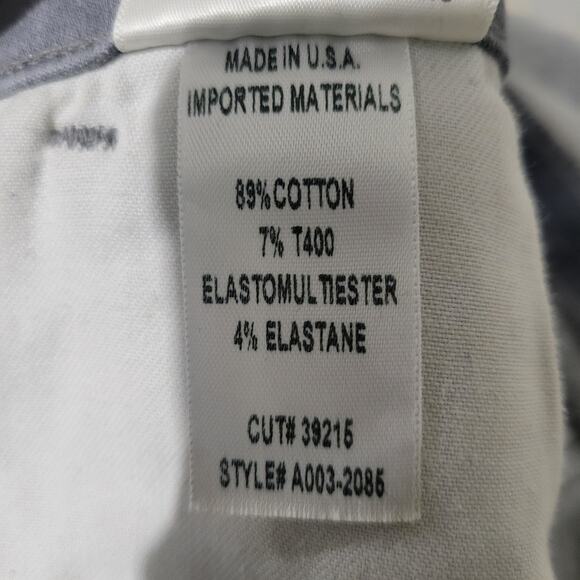 MADE IN U.S.A.
IMPORTED MATERIALS
89% COTTON
7% T400
ELASTOMULTIESTER
4% ELASTANE
CUT# 39215
STYLE# A003-2085